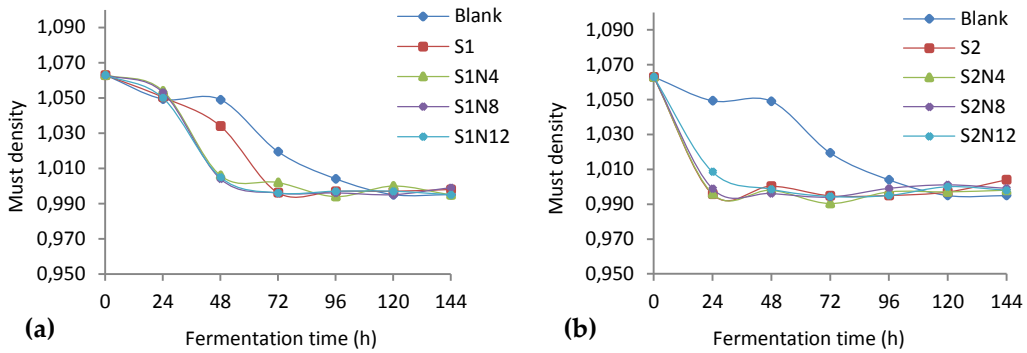 1,090
1,070
1,050
1,030
1,010
0,990
0,970
0,950
Must density
0 24 48 72 96 120 144
Fermentation time (h)
Blank
S1
S1N4
S1N8
S1N12
(a)
1,090
1,070
1,050
1,030
1,010
0,990
0,970
0,950
Must density
0 24 48 72 96 120 144
Fermentation time (h)
Blank
S2
S2N4
S2N8
S2N12
(b)